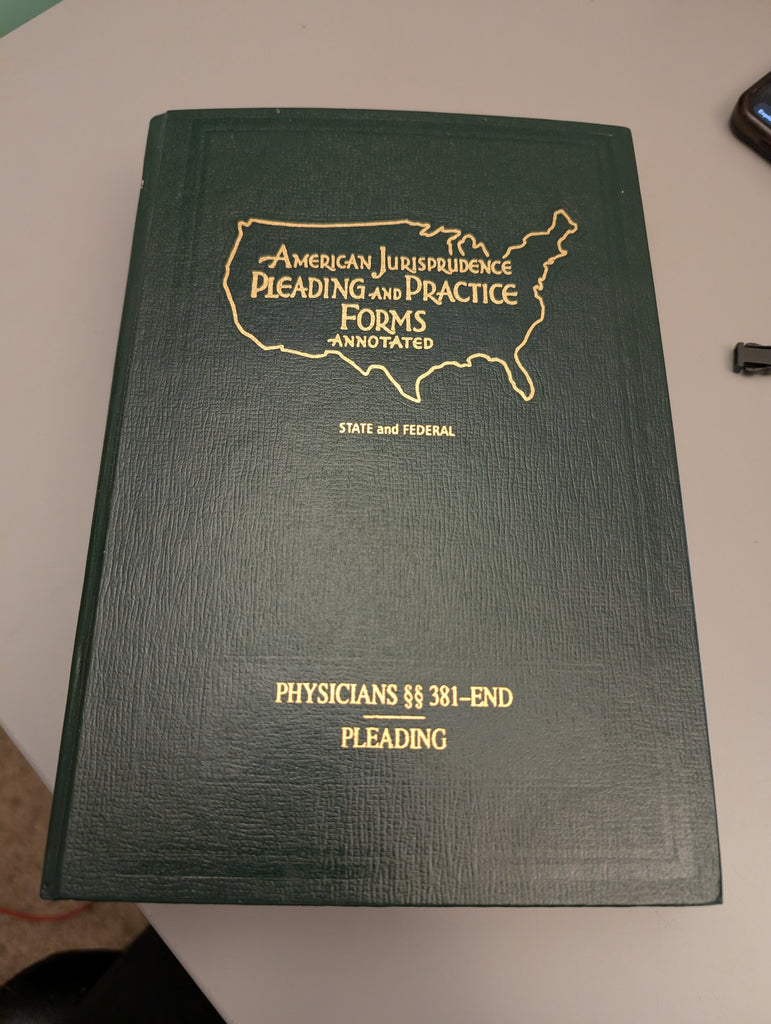 American Jurisprudence
Pleading and Practice
Forms
Annotated
STATE and FEDERAL
PHYSICIANS §§ 381–END
PLEADING